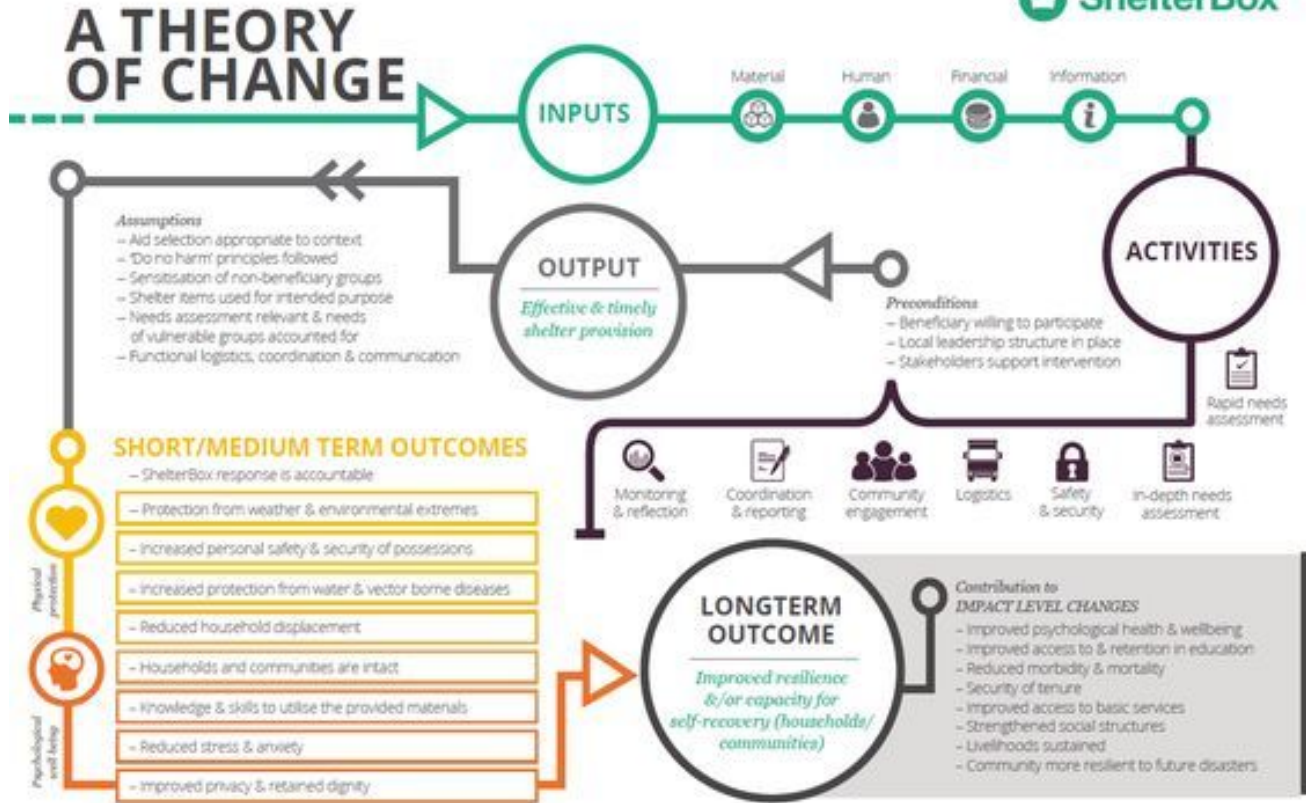 ShelterBox
A THEORY
OF CHANGE
INPUTS
Material
Human
Financial
Information
ACTIVITIES
Rapid needs
assessment
In-depth needs
assessment
Safety
& security
Logistics
Community
engagement
Coordination
& reporting
Monitoring
& reflection
Preconditions
– Beneficiary willing to participate
– Local leadership structure in place
– Stakeholders support intervention
OUTPUT
Effective & timely
shelter provision
Assumptions
– Aid selection appropriate to context
– 'Do no harm' principles followed
– Sensitisation of non-beneficiary groups
– Shelter items used for intended purpose
– Needs assessment relevant & needs
of vulnerable groups accounted for
– Functional logistics, coordination & communication
SHORT/MEDIUM TERM OUTCOMES
– ShelterBox response is accountable
– Protection from weather & environmental extremes
– Increased personal safety & security of possessions
– Increased protection from water & vector borne diseases
– Reduced household displacement
– Households and communities are intact
– Knowledge & skills to utilise the provided materials
– Reduced stress & anxiety
– Improved privacy & retained dignity
Physical
protection
Psychological
well being
LONGTERM
OUTCOME
Improved resilience
&/or capacity for
self-recovery (households/
communities)
Contribution to
IMPACT LEVEL CHANGES
– Improved psychological health & wellbeing
– Improved access to & retention in education
– Reduced morbidity & mortality
– Security of tenure
– Improved access to basic services
– Strengthened social structures
– Livelihoods sustained
– Community more resilient to future disasters